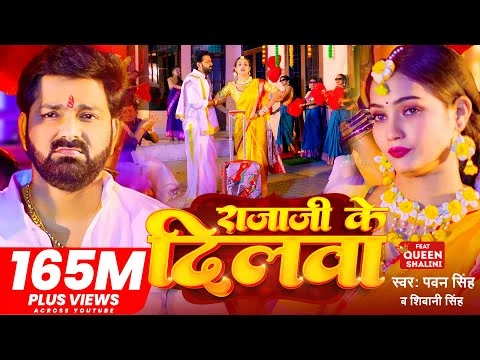 राजाजी के
दिलवा
FEAT
QUEEN
SHALINI
स्वर: पवन सिंह
व शिबानी सिंह
165M
PLUS VIEWS
ACROSS YOUTUBE